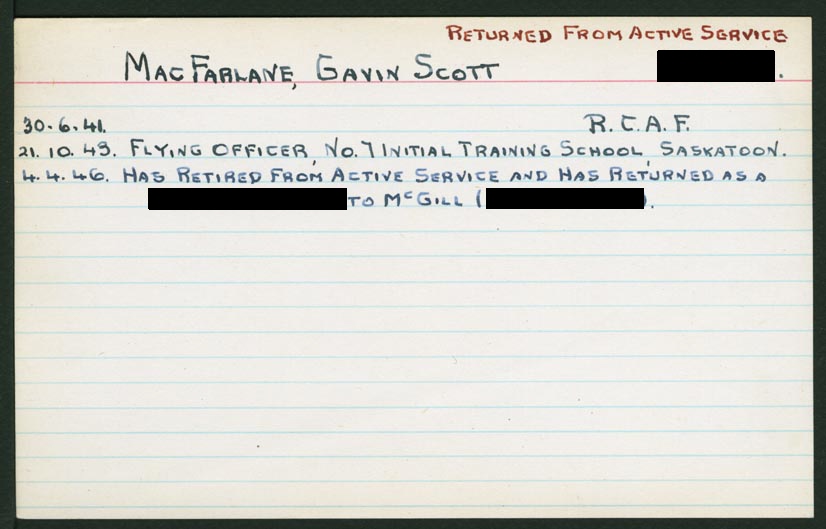 RETURNED FROM ACTIVE SERVICE
MACFARLANE, GAVIN SCOTT .
30.6.41. R.C.A.F.
21.10.43. FLYING OFFICER, NO.7 INITIAL TRAINING SCHOOL, SASKATOON.
4.4.46. HAS RETIRED FROM ACTIVE SERVICE AND HAS RETURNED AS A
TO MCGILL ( ).